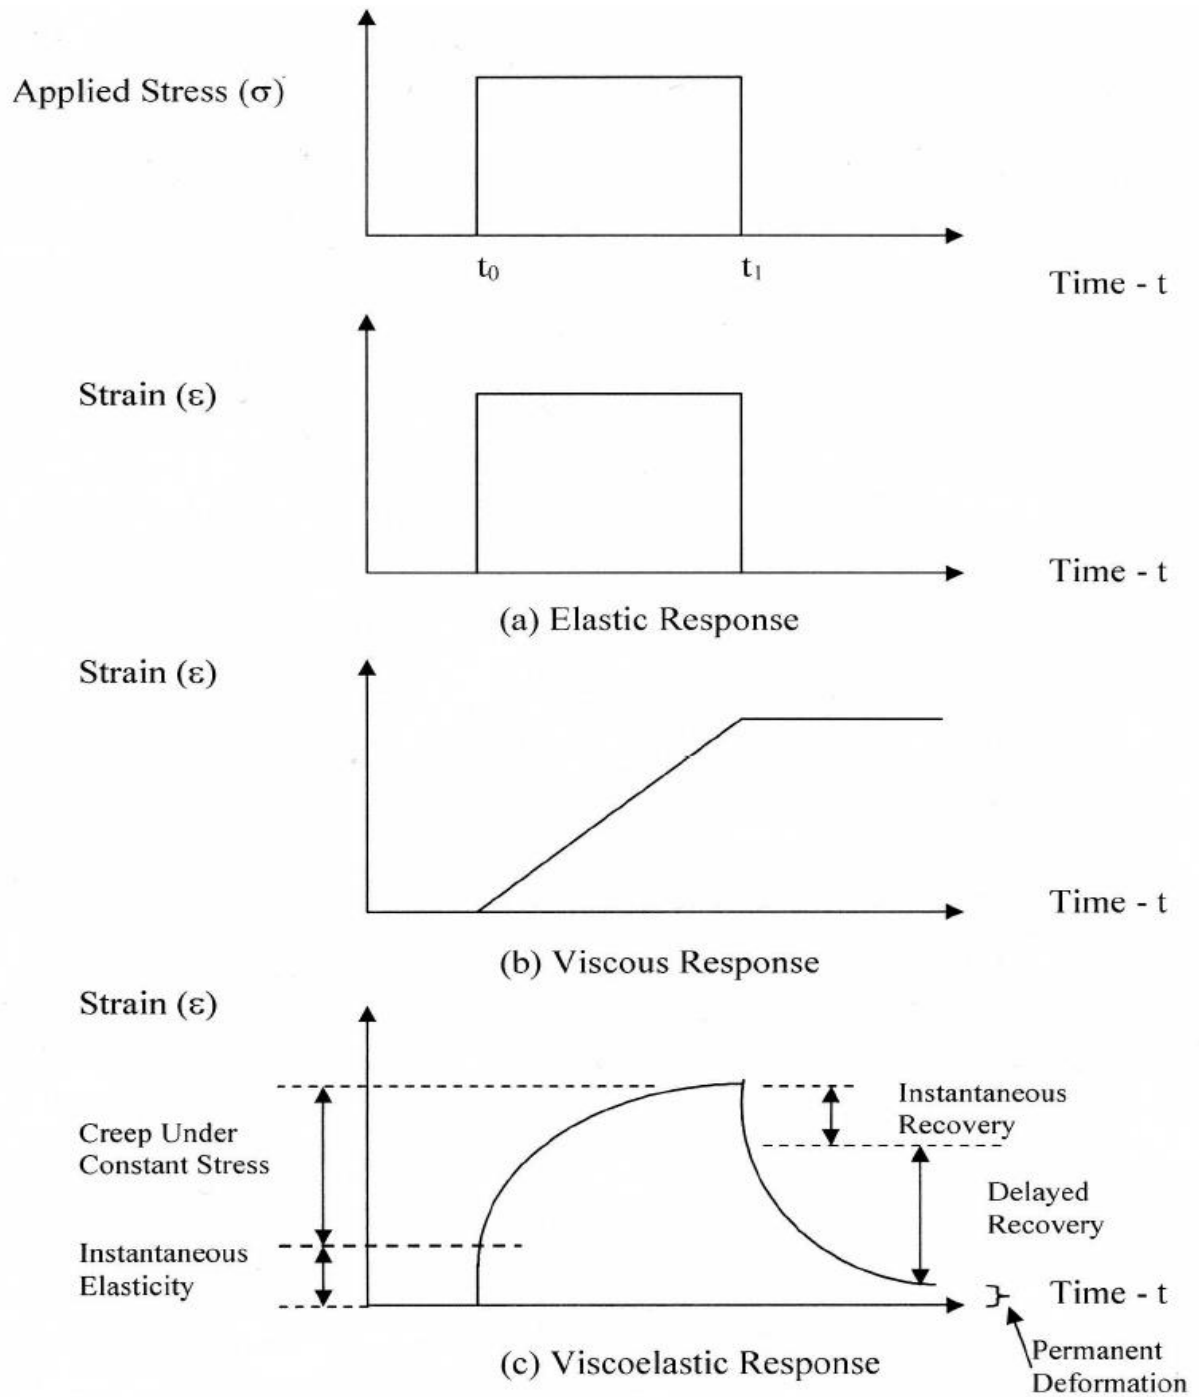 Applied Stress (σ)
t₀
t₁
Time - t
Strain (ε)
Time - t
(a) Elastic Response
Strain (ε)
Time - t
(b) Viscous Response
Strain (ε)
Creep Under
Constant Stress
Instantaneous
Elasticity
Instantaneous
Recovery
Delayed
Recovery
Time - t
Permanent
Deformation
(c) Viscoelastic Response